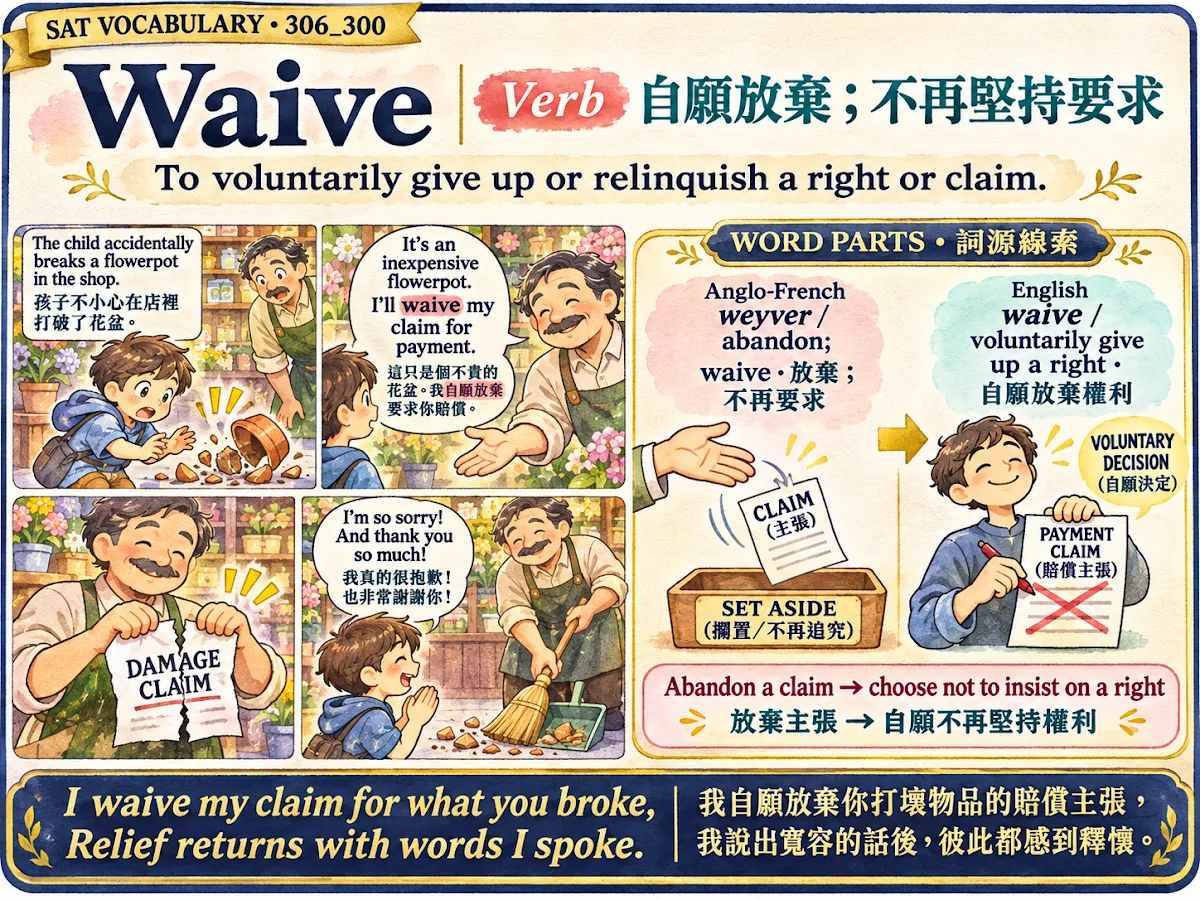 SAT VOCABULARY • 306_300
Waive
Verb
自願放棄；不再堅持要求
To voluntarily give up or relinquish a right or claim.
The child accidentally
breaks a flowerpot
in the shop.
孩子不小心在店裡
打破了花盆。
It's an
inexpensive
flowerpot.
I'll waive my
claim for
payment.
這只是個不貴的
花盆。我自願放棄
要求你賠償。
DAMAGE
CLAIM
I'm so sorry!
And thank you
so much!
我真的很抱歉！
也非常謝謝你！
WORD PARTS • 詞源線索
Anglo-French
weyver /
abandon;
waive · 放棄；
不再要求
CLAIM
(主張)
SET ASIDE
(擱置/不再追究)
English
waive /
voluntarily give
up a right ·
自願放棄權利
VOLUNTARY
DECISION
(自願決定)
PAYMENT
CLAIM
(賠償主張)
Abandon a claim → choose not to insist on a right
放棄主張 → 自願不再堅持權利
I waive my claim for what you broke,
Relief returns with words I spoke.
我自願放棄你打壞物品的賠償主張，
我說出寬容的話後，彼此都感到釋懷。